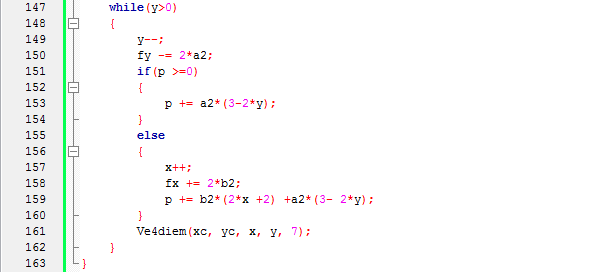 147 while(y>0)
148 {
149 y--;
150 fy -= 2*a2;
151 if(p >=0)
152 {
153 p += a2*(3-2*y);
154 }
155 else
156 {
157 x++;
158 fx += 2*b2;
159 p += b2*(2*x +2) +a2*(3- 2*y);
160 }
161 Ve4diem(xc, yc, x, y, 7);
162 }
163 }